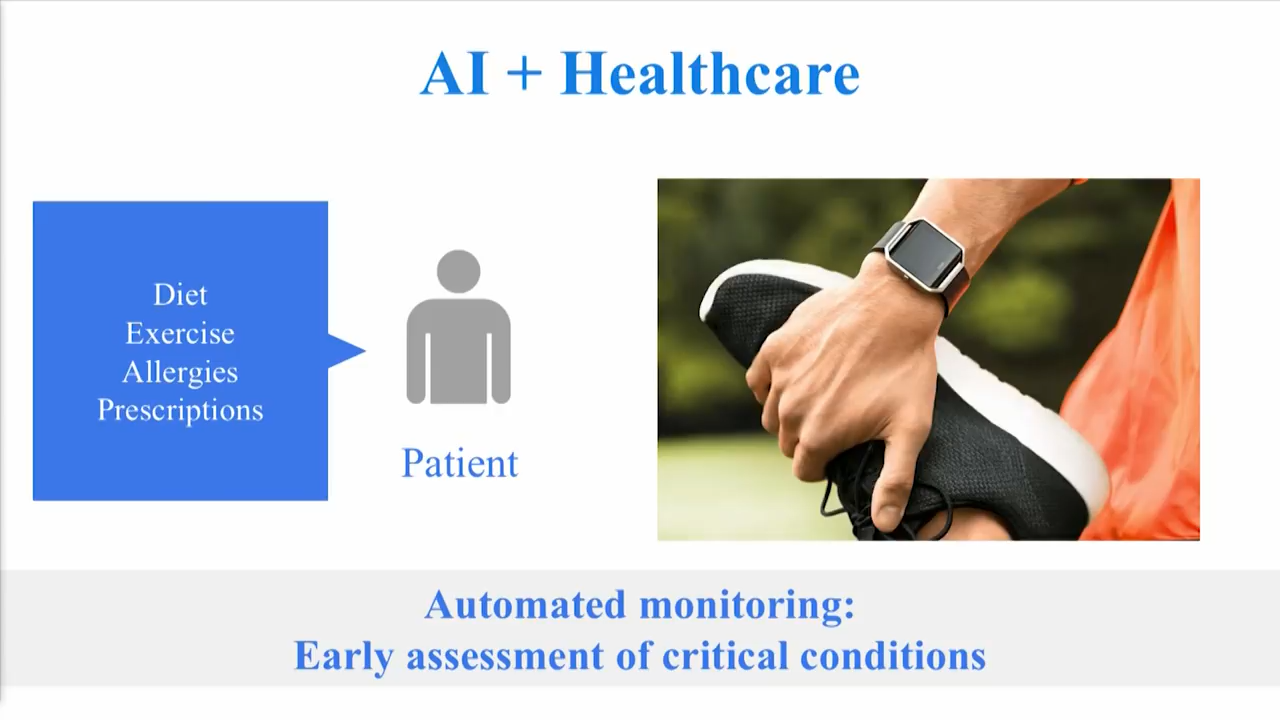 AI + Healthcare
Diet
Exercise
Allergies
Prescriptions
Patient
Automated monitoring:
Early assessment of critical conditions